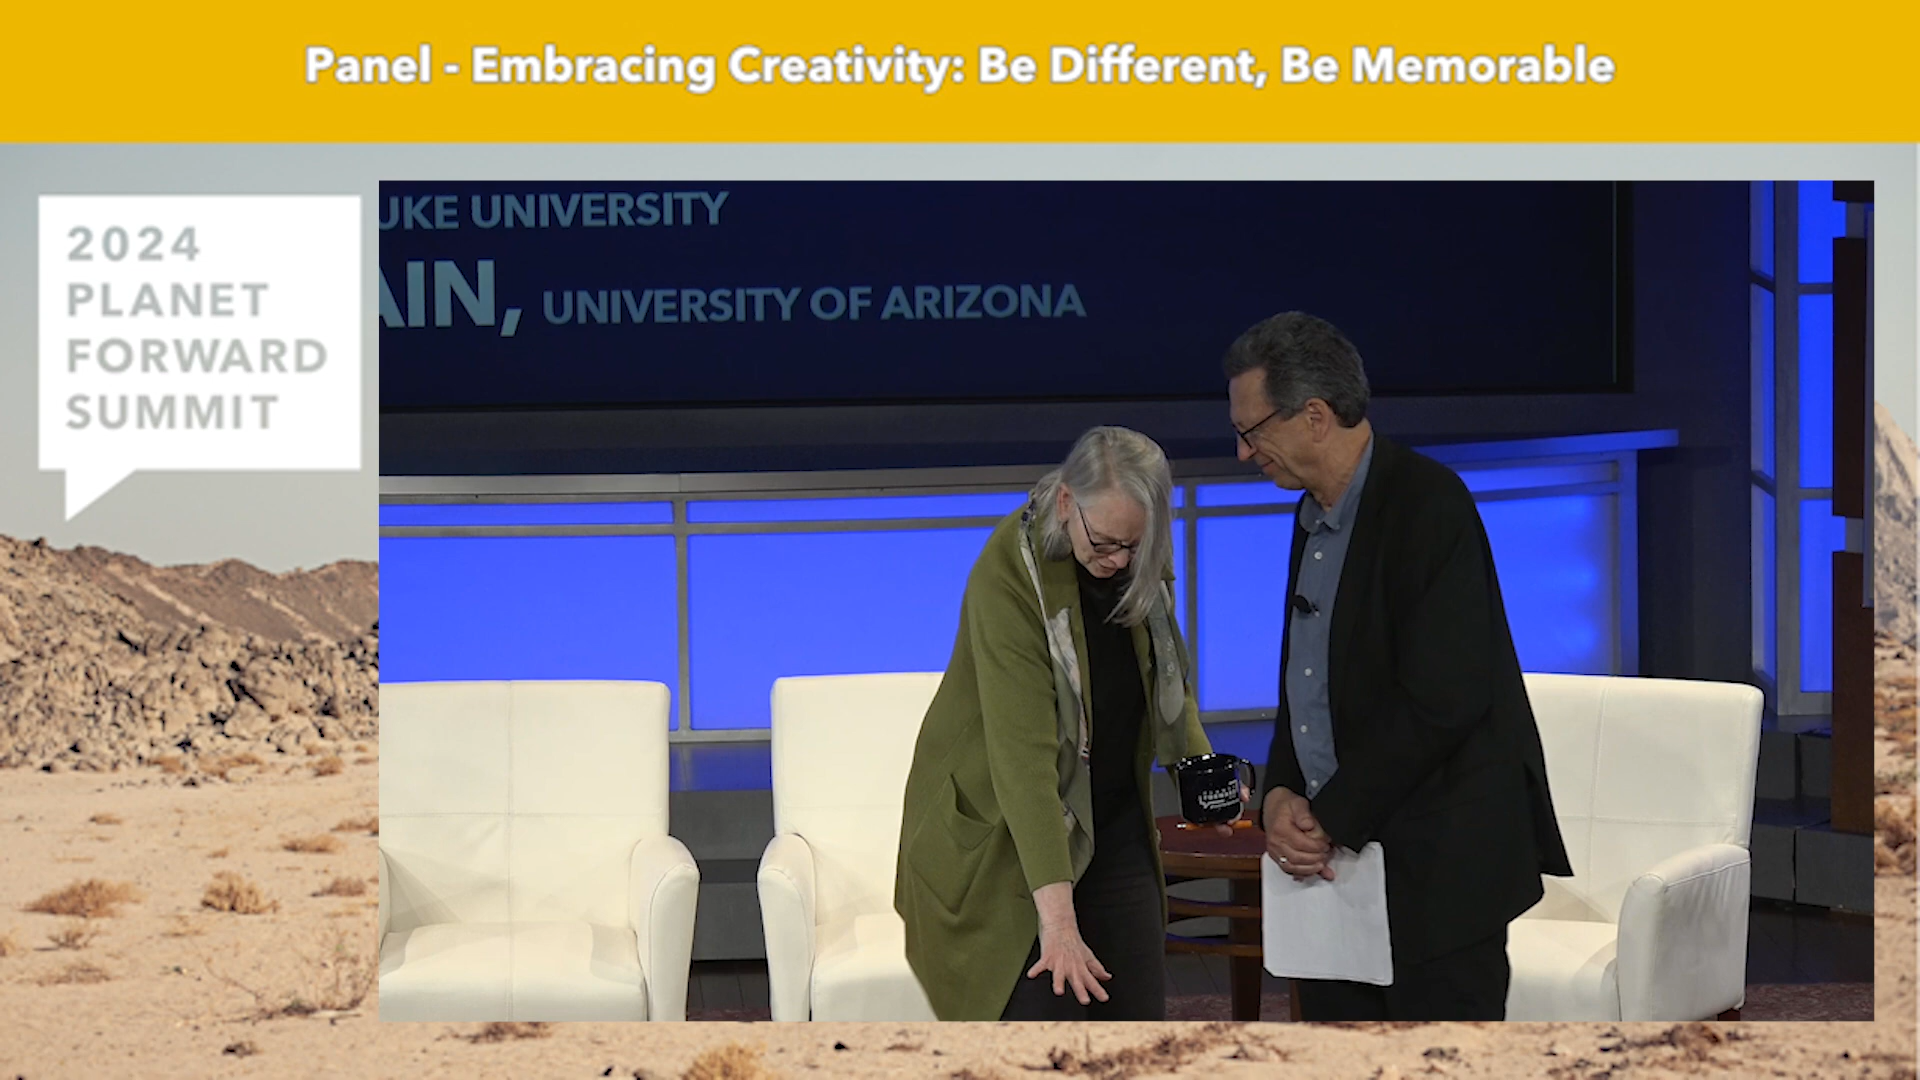 Panel - Embracing Creativity: Be Different, Be Memorable
2024
PLANET
FORWARD
SUMMIT
UKE UNIVERSITY
AIN, UNIVERSITY OF ARIZONA